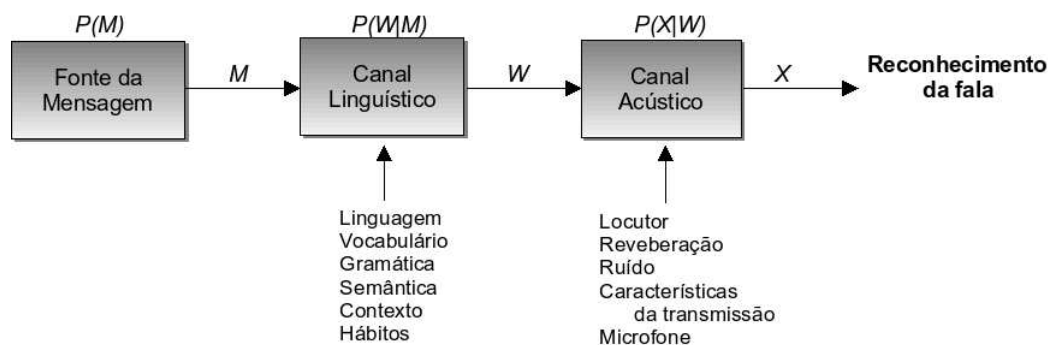 P(M)
P(W|M)
P(X|W)
Fonte da
Mensagem
M
Canal
Linguístico
W
Canal
Acústico
X
Reconhecimento
da fala
Linguagem
Vocabulário
Gramática
Semântica
Contexto
Hábitos
Locutor
Reveberação
Ruído
Características
da transmissão
Microfone